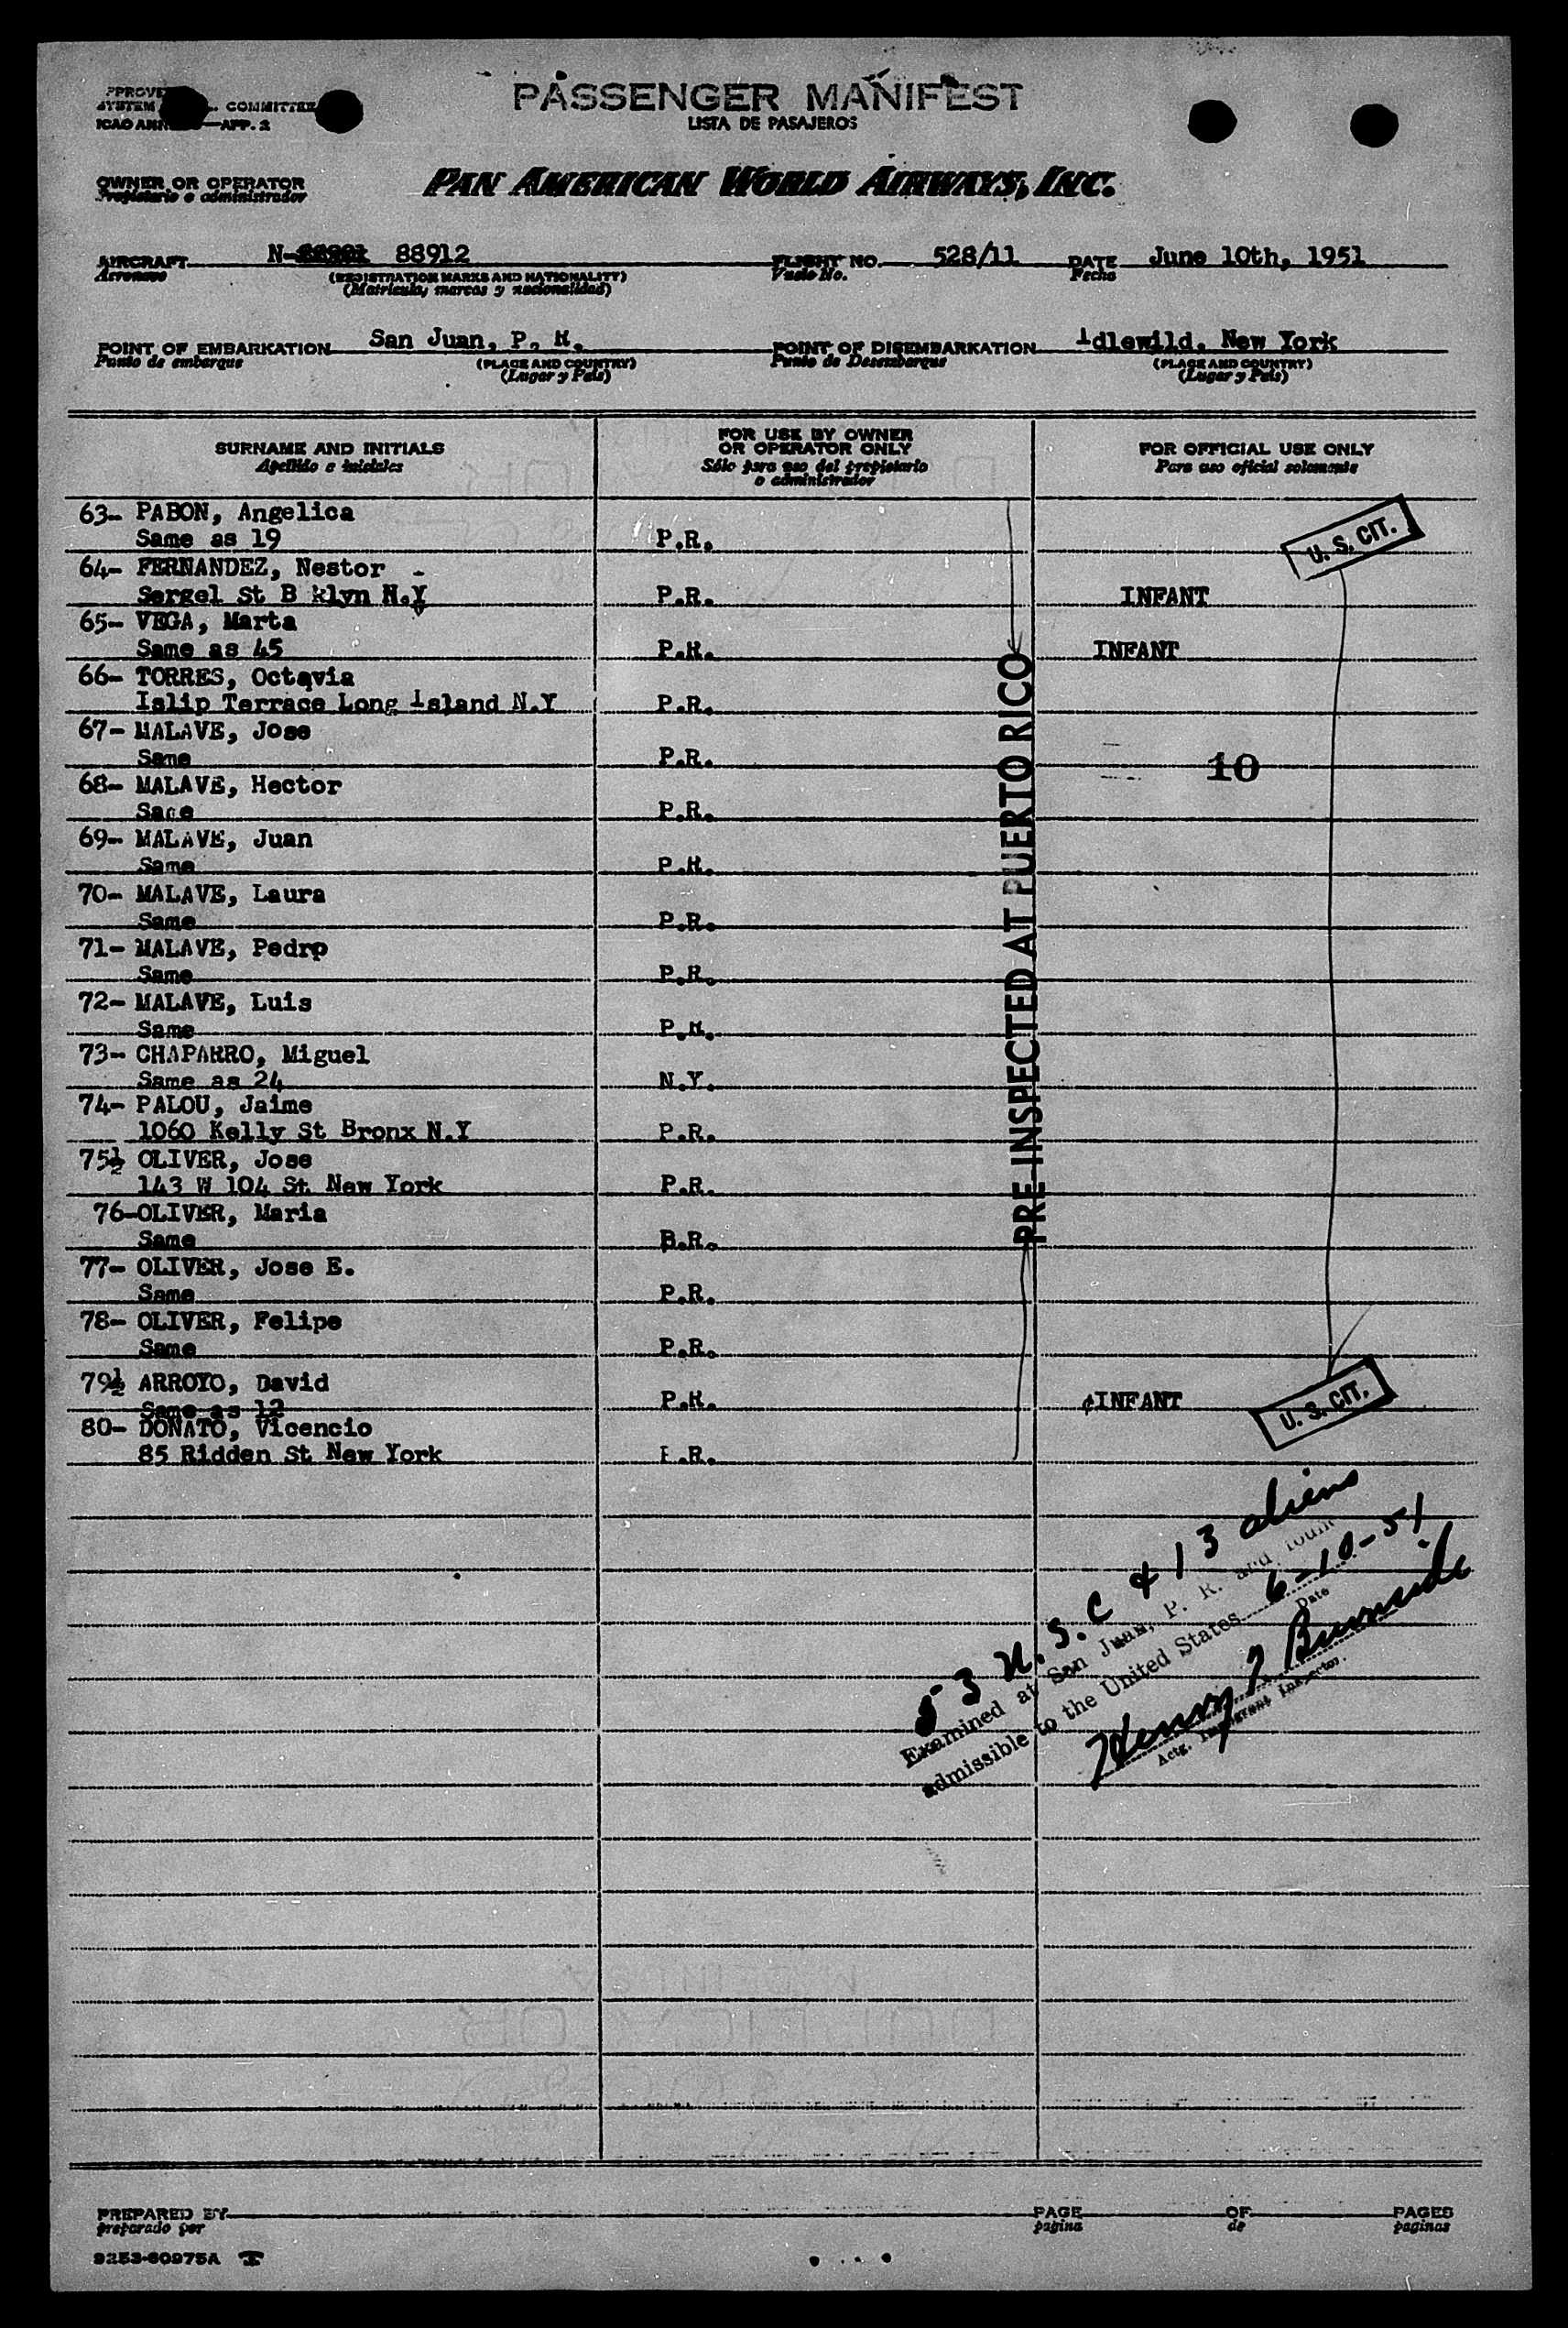 PASSENGER MANIFEST
LISTA DE PASAJEROS
COMMITTEE
APP. 2
OWNER OR OPERATOR
Propietario o administrador
PAN AMERICAN WORLD AIRWAYS, INC.
AIRCRAFT N- 88912 FLIGHT NO. 528/11 DATE June 10th, 1951
Aeronave (REGISTRATION MARKS AND NATIONALITY) Vuelo No. Fecha
(Matricula, marcas y nacionalidad)
POINT OF EMBARKATION San Juan, P. R. POINT OF DISEMBARKATION Idlewild, New York
Punto de embarque (PLACE AND COUNTRY) Punto de Desembarque (PLACE AND COUNTRY)
(Lugar y País) (Lugar y País)
SURNAME AND INITIALS
Apellido e iniciales
FOR USE BY OWNER
OR OPERATOR ONLY
Sólo para uso del propietario
o administrador
FOR OFFICIAL USE ONLY
Para uso oficial solamente
63- PABON, Angelica
Same as 19 P.R.
U. S. CIT.
64- FERNANDEZ, Nestor
Sergel St B klyn N.Y P.R. INFANT
65- VEGA, Marta
Same as 45 P.R. INFANT
66- TORRES, Octavia
Islip Terrace Long Island N.Y P.R.
67- MALAVE, Jose
Same P.R. 10
68- MALAVE, Hector
Same P.R.
69- MALAVE, Juan
Same P.R.
70- MALAVE, Laura
Same P.R.
71- MALAVE, Pedro
Same P.R.
72- MALAVE, Luis
Same P.R.
73- CHAPARRO, Miguel
Same as 24 N.Y.
74- PALOU, Jaime
1060 Kelly St Bronx N.Y P.R.
75½ OLIVER, Jose
143 W 104 St New York P.R.
76-OLIVER, Maria
Same P.R.
77- OLIVER, Jose E.
Same P.R.
78- OLIVER, Felipe
Same P.R.
79½ ARROYO, David
Same as 12 P.R. INFANT
U. S. CIT.
80- DONATO, Vicencio
85 Ridden St New York P.R.
PRE-INSPECTED AT PUERTO RICO
53 U.S.C & 13 aliens
Examined at San Juan, P. R. and found
admissible to the United States 6-10-51
Date
Henry J Burnside
Actg. Immigrant Inspector.
PREPARED BY PAGE OF PAGES
preparado por pagina de paginas
9253-60975A